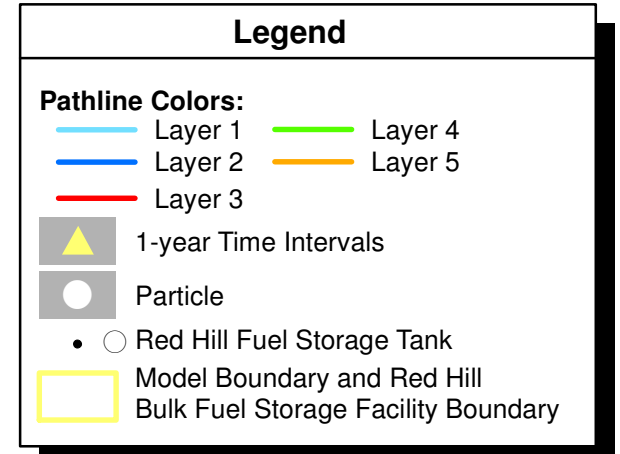 Legend
Pathline Colors:
Layer 1 Layer 4
Layer 2 Layer 5
Layer 3
1-year Time Intervals
Particle
Red Hill Fuel Storage Tank
Model Boundary and Red Hill
Bulk Fuel Storage Facility Boundary